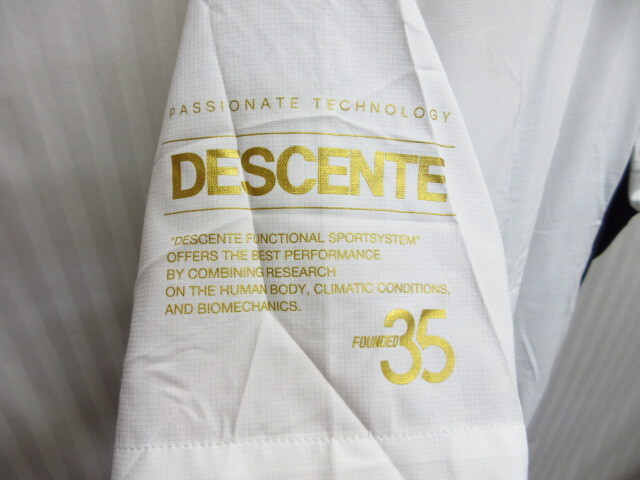 PASSIONATE TECHNOLOGY
DESCENTE
"DESCENTE FUNCTIONAL SPORTSYSTEM"
OFFERS THE BEST PERFORMANCE
BY COMBINING RESEARCH
ON THE HUMAN BODY, CLIMATIC CONDITIONS,
AND BIOMECHANICS.
FOUNDED 35